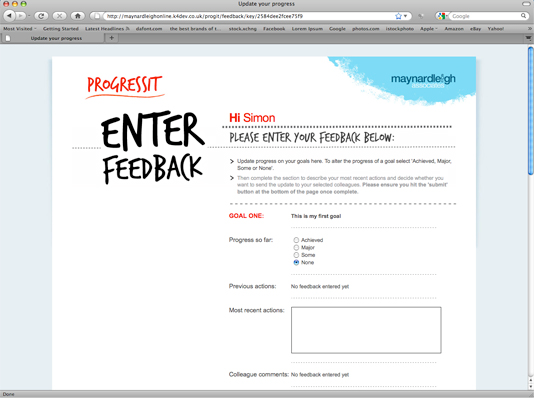 Update your progress
http://maynardleighonline.k4dev.co.uk/progit/feedback/key/2584dee2fcee75f9
Google
Most Visited Getting Started Latest Headlines dafont.com the best brands of t... stock.xchng Facebook Lorem Ipsum Google photos.com istockphoto Apple Amazon eBay Yahoo!
Update your progress
PROGRESSIT
maynardleigh
associates
ENTER
FEEDBACK
Hi Simon
PLEASE ENTER YOUR FEEDBACK BELOW:
Update progress on your goals here. To alter the progress of a goal select 'Achieved, Major,
Some or None'.
Then complete the section to describe your most recent actions and decide whether you
want to send the update to your selected colleagues. Please ensure you hit the 'submit'
button at the bottom of the page once complete.
GOAL ONE: This is my first goal
Progress so far: Achieved
Major
Some
None
Previous actions: No feedback entered yet
Most recent actions:
Colleague comments: No feedback entered yet
Done